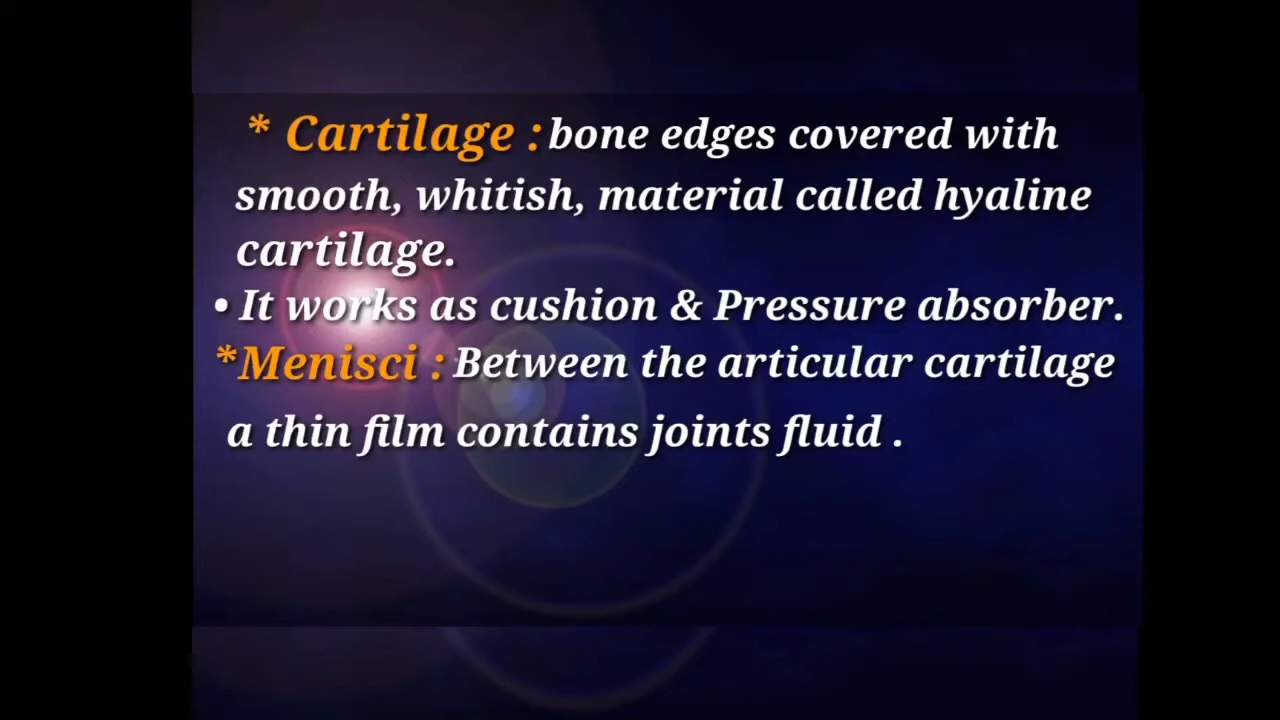 * Cartilage : bone edges covered with
smooth, whitish, material called hyaline
cartilage.
• It works as cushion & Pressure absorber.
*Menisci : Between the articular cartilage
a thin film contains joints fluid .